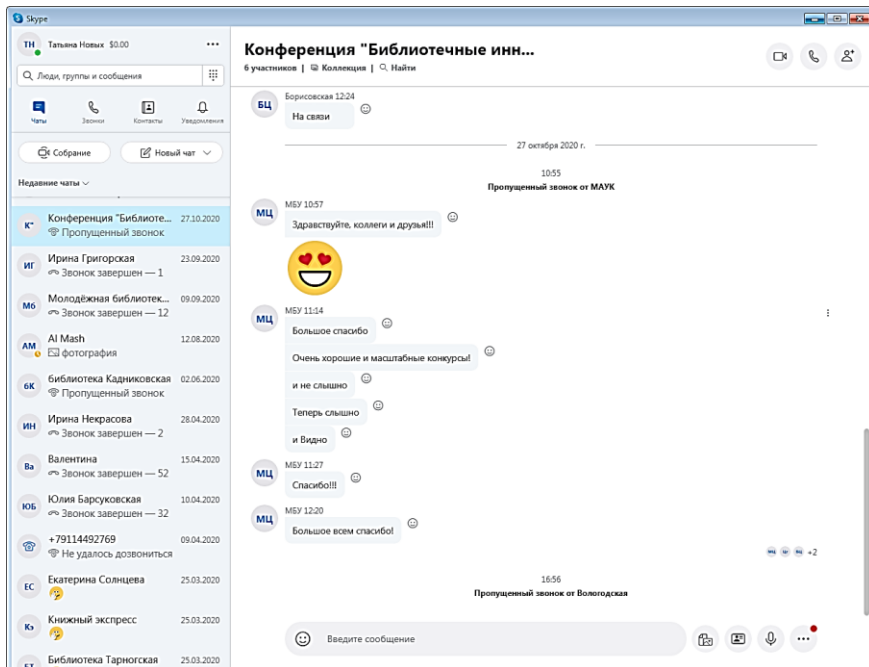 Skype
ТН Татьяна Новых $0.00
Люди, группы и сообщения
Чаты Звонки Контакты Уведомления
Собрание Новый чат
Недавние чаты
К" Конференция "Библиоте... 27.10.2020
Пропущенный звонок
ИГ Ирина Григорская 23.09.2020
Звонок завершен — 1
Мб Молодёжная библиотек... 09.09.2020
Звонок завершен — 12
AM Al Mash 12.08.2020
фотография
бК библиотека Кадниковская 02.06.2020
Пропущенный звонок
ИН Ирина Некрасова 28.04.2020
Звонок завершен — 2
Ва Валентина 15.04.2020
Звонок завершен — 52
ЮБ Юлия Барсуковская 10.04.2020
Звонок завершен — 32
+79114492769 09.04.2020
Не удалось дозвониться
ЕС Екатерина Солнцева 25.03.2020
Кэ Книжный экспресс 25.03.2020
БТ Библиотека Тарногская 25.03.2020
Конференция "Библиотечные инн...
6 участников | Коллекция | Найти
Борисовская 12:24
БЦ На связи
27 октября 2020 г.
10:55
Пропущенный звонок от МАУК
МБУ 10:57
МЦ Здравствуйте, коллеги и друзья!!!
МБУ 11:14
МЦ Большое спасибо
Очень хорошие и масштабные конкурсы!
и не слышно
Теперь слышно
и Видно
МБУ 11:27
МЦ Спасибо!!!
МБУ 12:20
МЦ Большое всем спасибо!
+2
16:56
Пропущенный звонок от Вологодская
Введите сообщение